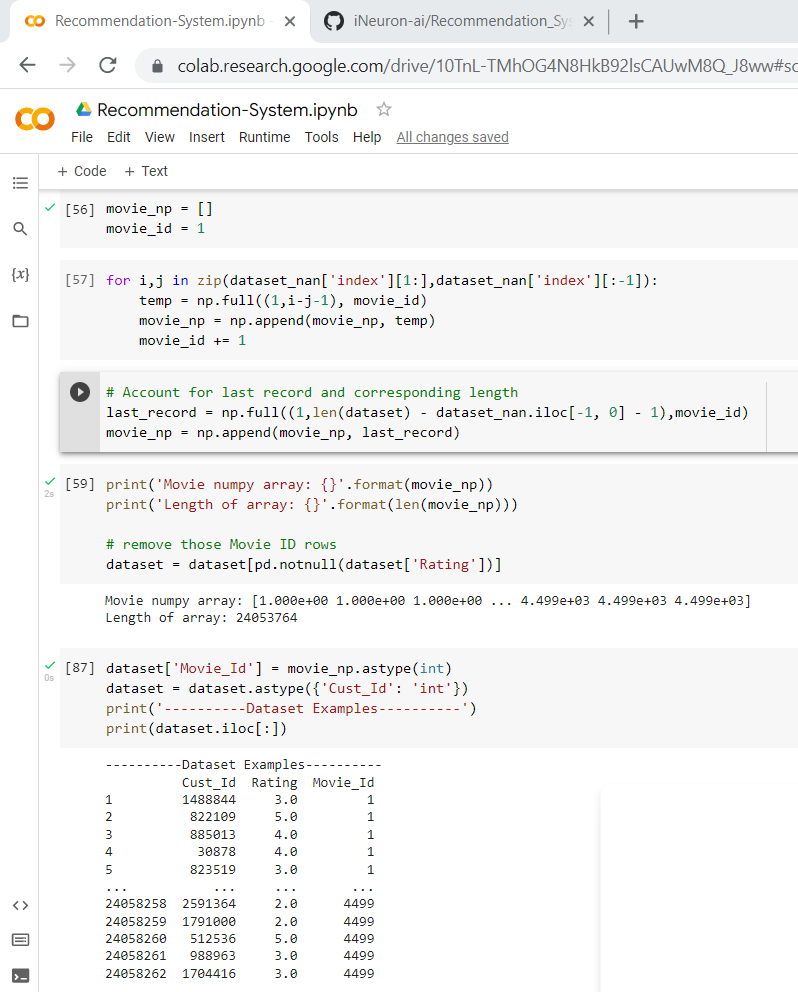 Recommendation-System.ipynb -
iNeuron-ai/Recommendation_Sys
colab.research.google.com/drive/10TnL-TMhOG4N8HkB92lsCAUwM8Q_J8ww#sc
Recommendation-System.ipynb
File Edit View Insert Runtime Tools Help All changes saved
+ Code + Text
[56] movie_np = []
movie_id = 1
{x}
[57] for i,j in zip(dataset_nan['index'][1:],dataset_nan['index'][:-1]):
temp = np.full((1,i-j-1), movie_id)
movie_np = np.append(movie_np, temp)
movie_id += 1
# Account for last record and corresponding length
last_record = np.full((1,len(dataset) - dataset_nan.iloc[-1, 0] - 1),movie_id)
movie_np = np.append(movie_np, last_record)
2s
[59] print('Movie numpy array: {}'.format(movie_np))
print('Length of array: {}'.format(len(movie_np)))
# remove those Movie ID rows
dataset = dataset[pd.notnull(dataset['Rating'])]
Movie numpy array: [1.000e+00 1.000e+00 1.000e+00 ... 4.499e+03 4.499e+03 4.499e+03]
Length of array: 24053764
0s
[87] dataset['Movie_Id'] = movie_np.astype(int)
dataset = dataset.astype({'Cust_Id': 'int'})
print('----------Dataset Examples----------')
print(dataset.iloc[:])
----------Dataset Examples----------
Cust_Id Rating Movie_Id
1 1488844 3.0 1
2 822109 5.0 1
3 885013 4.0 1
4 30878 4.0 1
5 823519 3.0 1
... ... ... ...
24058258 2591364 2.0 4499
24058259 1791000 2.0 4499
24058260 512536 5.0 4499
24058261 988963 3.0 4499
24058262 1704416 3.0 4499